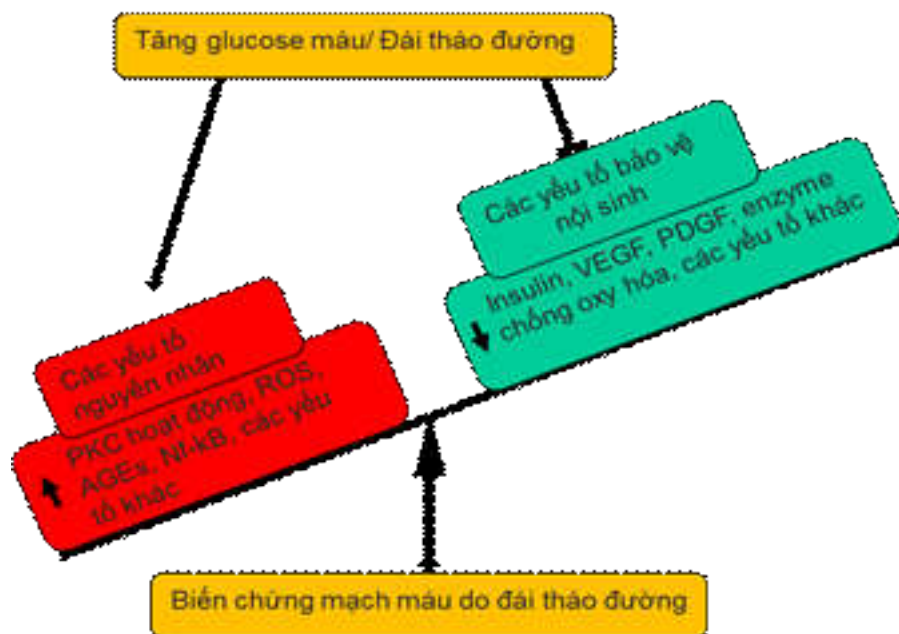 Tăng glucose máu/ Đái tháo đường
Các yếu tố bảo vệ
nội sinh
Insulin, VEGF, PDGF, enzyme
chống oxy hóa, các yếu tố khác
Các yếu tố
nguyên nhân
PKC hoạt động, ROS,
AGEs, Nf-kB, các yếu
tố khác
Biến chứng mạch máu do đái tháo đường